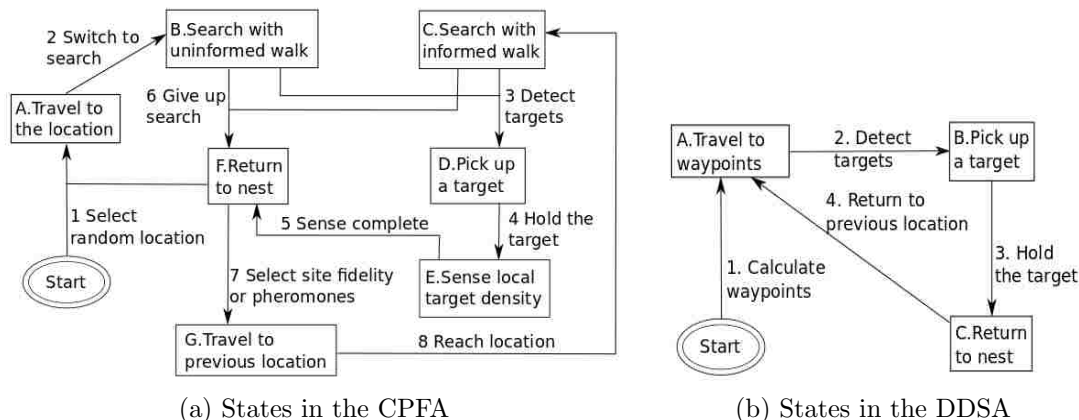 2 Switch to
search
B.Search with
uninformed walk
C.Search with
informed walk
A.Travel to
the location
6 Give up
search
3 Detect
targets
F.Return
to nest
D.Pick up
a target
1 Select
random location
5 Sense complete
4 Hold the
target
Start
7 Select site fidelity
or pheromones
E.Sense local
target density
G.Travel to
previous location
8 Reach location
(a) States in the CPFA
A.Travel to
waypoints
2. Detect
targets
B.Pick up
a target
4. Return to
previous location
1. Calculate
waypoints
3. Hold
the target
Start
C.Return
to nest
(b) States in the DDSA